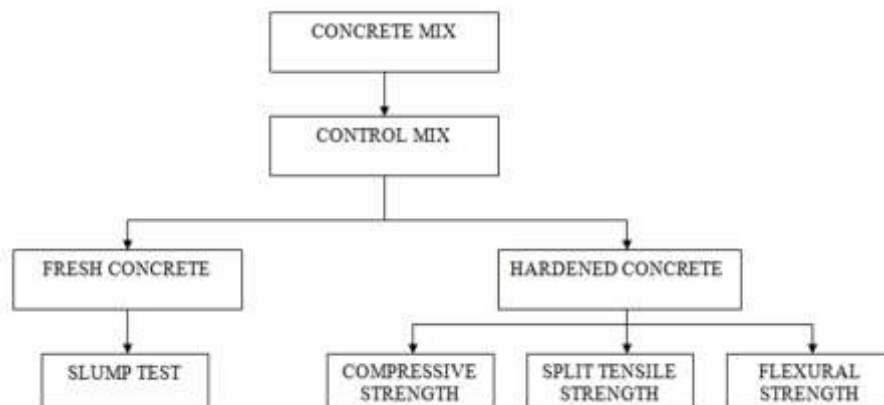 CONCRETE MIX
CONTROL MIX
FRESH CONCRETE
HARDENED CONCRETE
SLUMP TEST
COMPRESSIVE
STRENGTH
SPLIT TENSILE
STRENGTH
FLEXURAL
STRENGTH